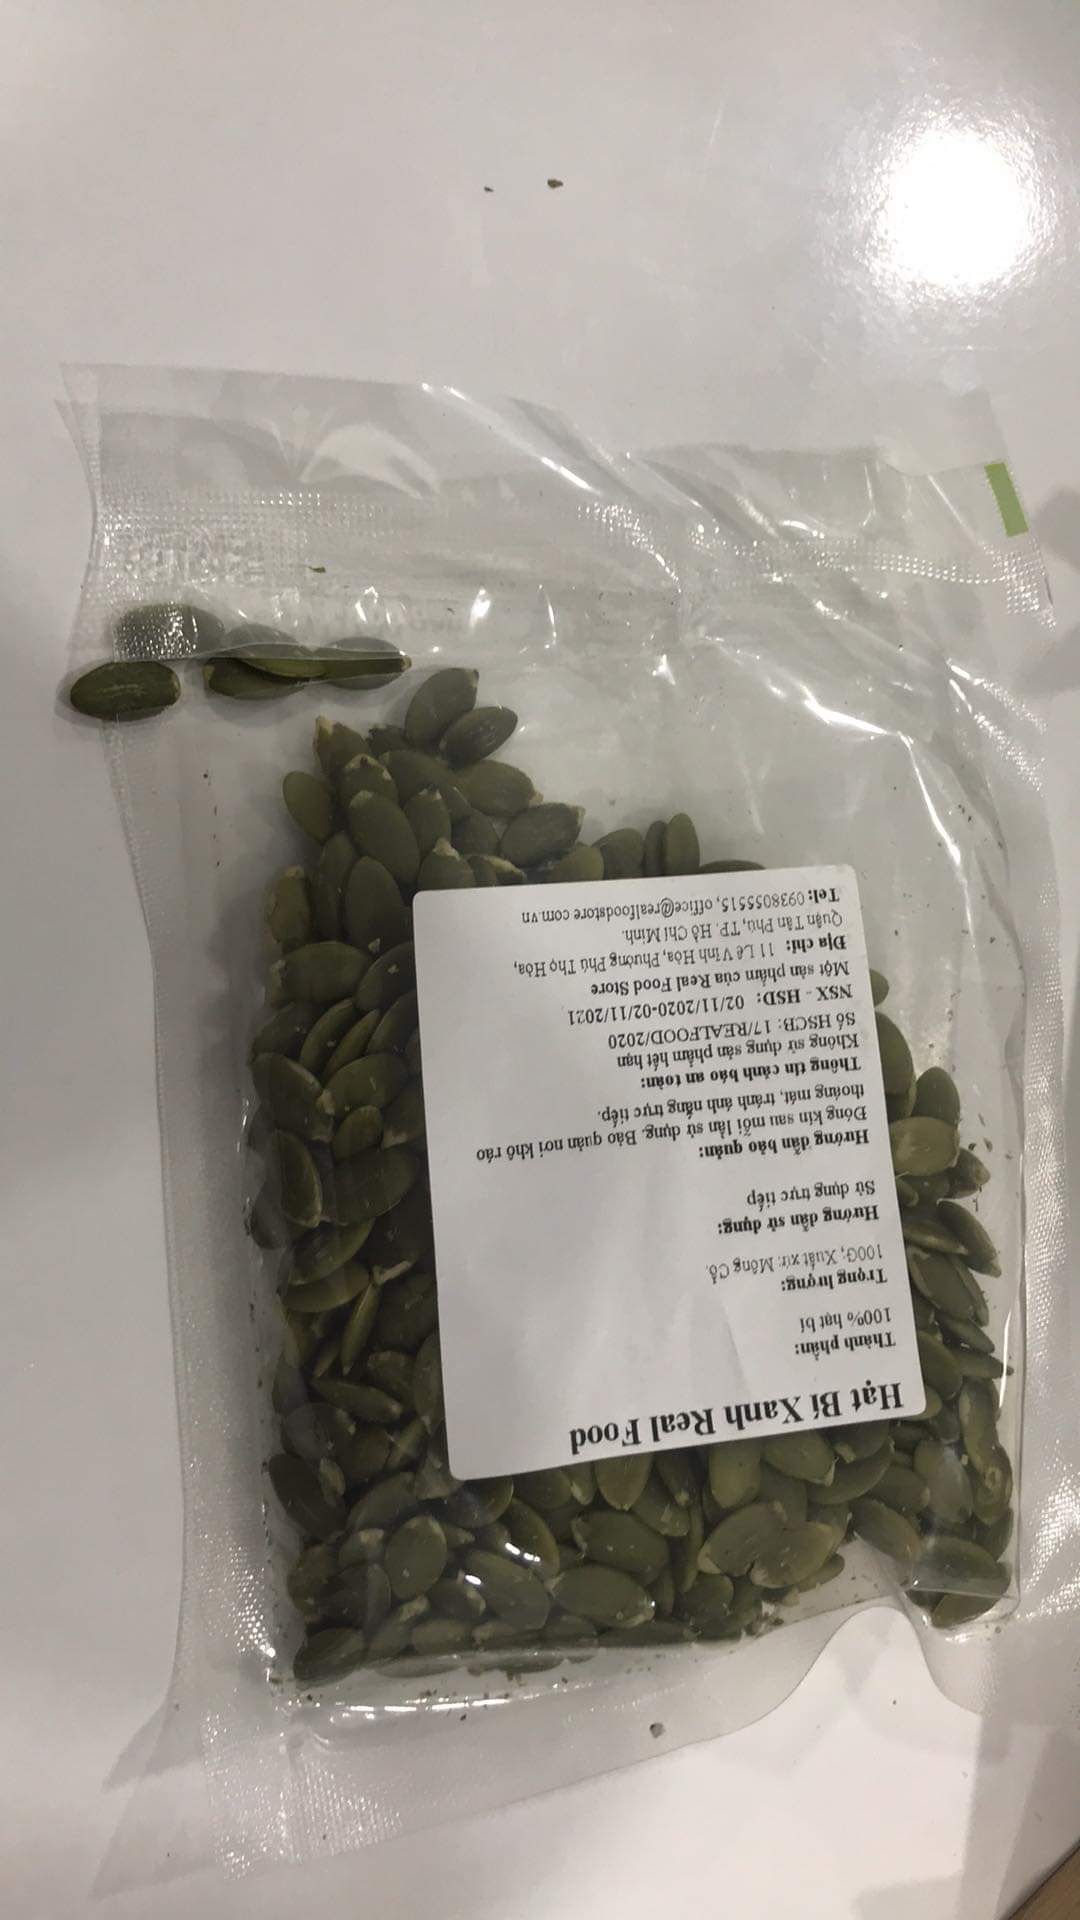 Hạt Bí Xanh Real Food
Thành phần:
100% hạt bí
Trọng lượng:
100G; Xuất xứ: Mông Cổ.
Hướng dẫn sử dụng:
Sử dụng trực tiếp
Hướng dẫn bảo quản:
Đóng kín sau mỗi lần sử dụng. Bảo quản nơi khô ráo
thoáng mát, tránh ánh nắng trực tiếp.
Thông tin cảnh báo an toàn:
Không sử dụng sản phẩm hết hạn
Số HSCB: 17/REALFOOD/2020
NSX - HSD: 02/11/2020-02/11/2021
Một sản phẩm của Real Food Store
Địa chỉ: 11 Lê Vĩnh Hòa, Phường Phú Thọ Hòa,
Quận Tân Phú, TP. Hồ Chí Minh.
Tel: 0938055515, office@realfoodstore.com.vn